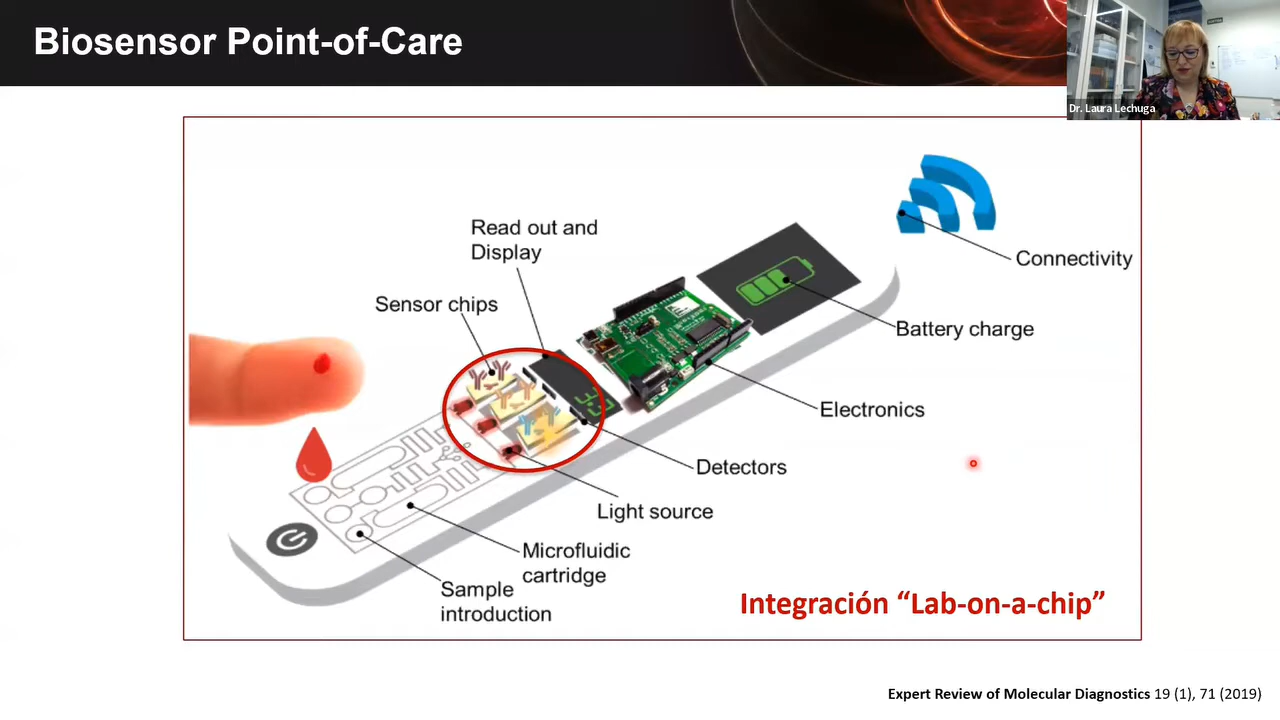 Biosensor Point-of-Care
Dr. Laura Lechuga
Read out and
Display
Sensor chips
Connectivity
Battery charge
Electronics
Detectors
Light source
Microfluidic
cartridge
Sample
introduction
Integración “Lab-on-a-chip”
Expert Review of Molecular Diagnostics 19 (1), 71 (2019)